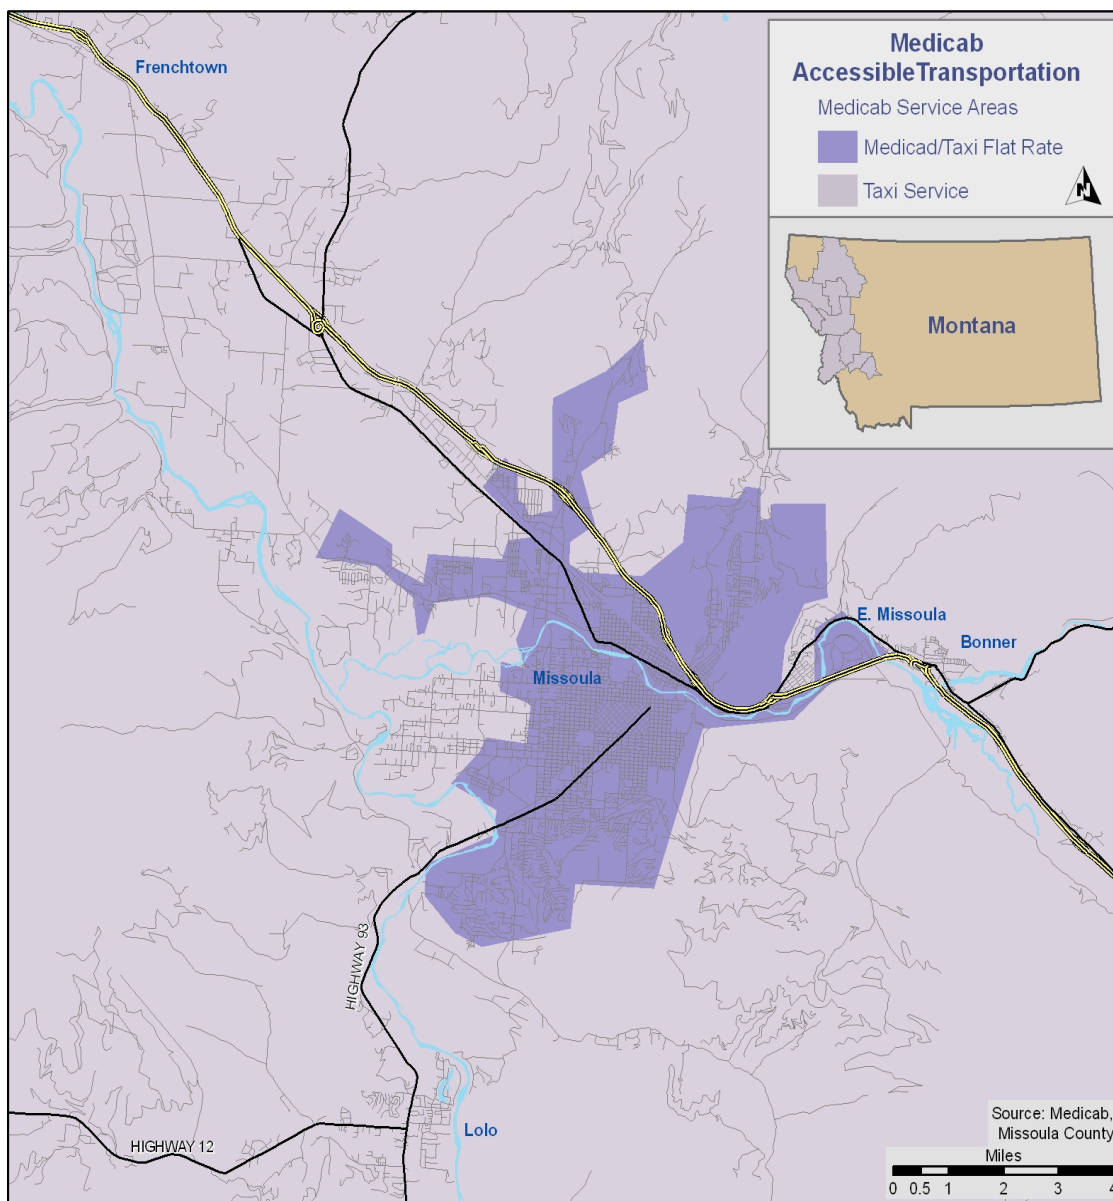 Medicab
AccessibleTransportation
Medicab Service Areas
Medicad/Taxi Flat Rate
Taxi Service
N
Montana
Frenchtown
E. Missoula
Bonner
Missoula
HIGHWAY 93
Lolo
HIGHWAY 12
Source: Medicab,
Missoula County
Miles
0 0.5 1 2 3 4